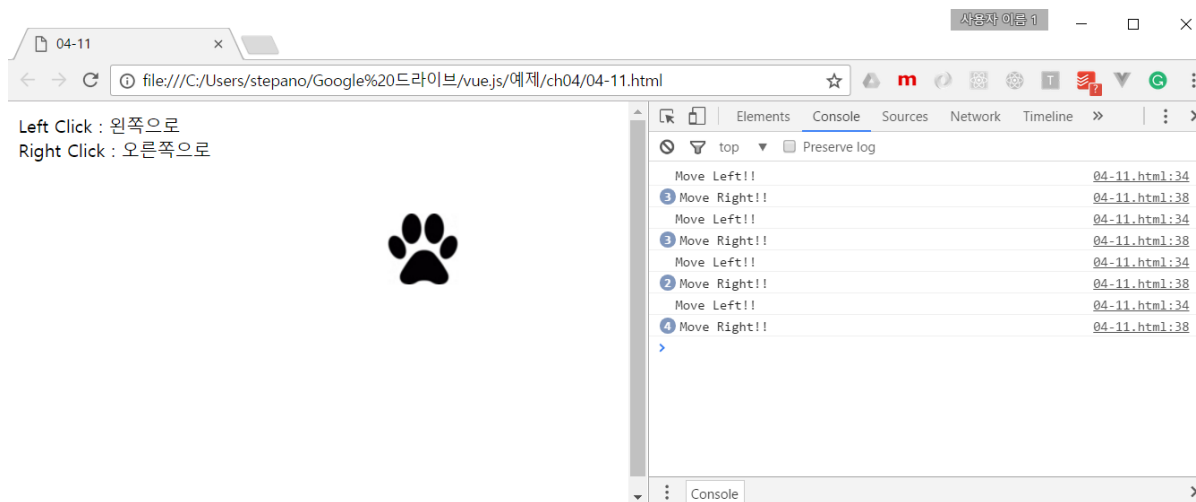 사용자 이름 1
04-11
file:///C:/Users/stepano/Google%20드라이브/vue.js/예제/ch04/04-11.html
m
T
?
G
Left Click : 왼쪽으로
Right Click : 오른쪽으로
Elements Console Sources Network Timeline »
top ▼ Preserve log
Move Left!! 04-11.html:34
3 Move Right!! 04-11.html:38
Move Left!! 04-11.html:34
3 Move Right!! 04-11.html:38
Move Left!! 04-11.html:34
2 Move Right!! 04-11.html:38
Move Left!! 04-11.html:34
4 Move Right!! 04-11.html:38
Console